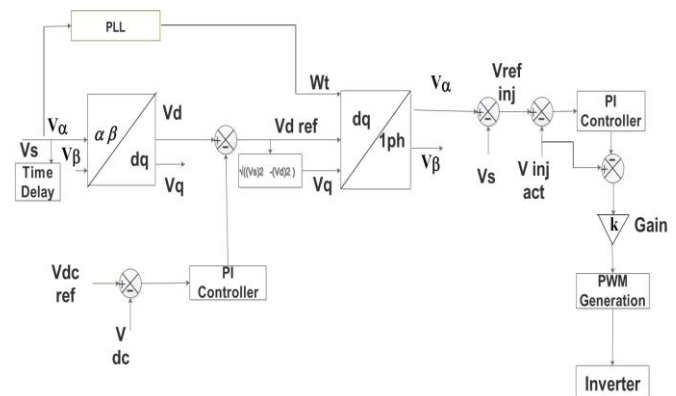 PLL
Wt
Vα
Vref
inj
Vα
Vs
αβ
dq
Vd
Vd ref
dq
1ph
PI
Controller
Vβ
Time
Delay
Vq
√((Vs)2 -(Vd)2 )
Vq
Vβ
Vs
V inj
act
k
Gain
Vdc
ref
PI
Controller
PWM
Generation
V
dc
Inverter